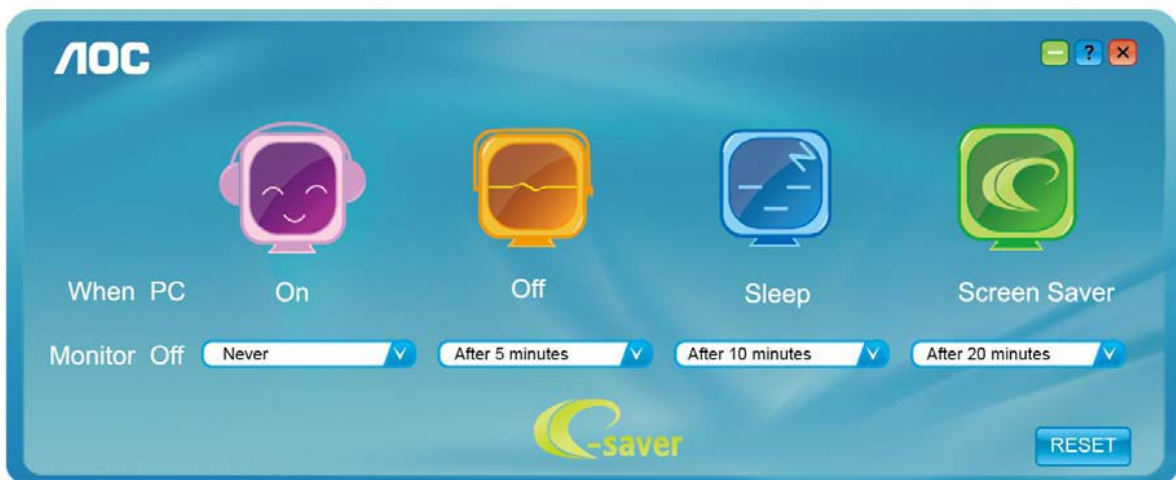 AOC
?
When PC On Off Sleep Screen Saver
Monitor Off Never After 5 minutes After 10 minutes After 20 minutes
e-saver
RESET